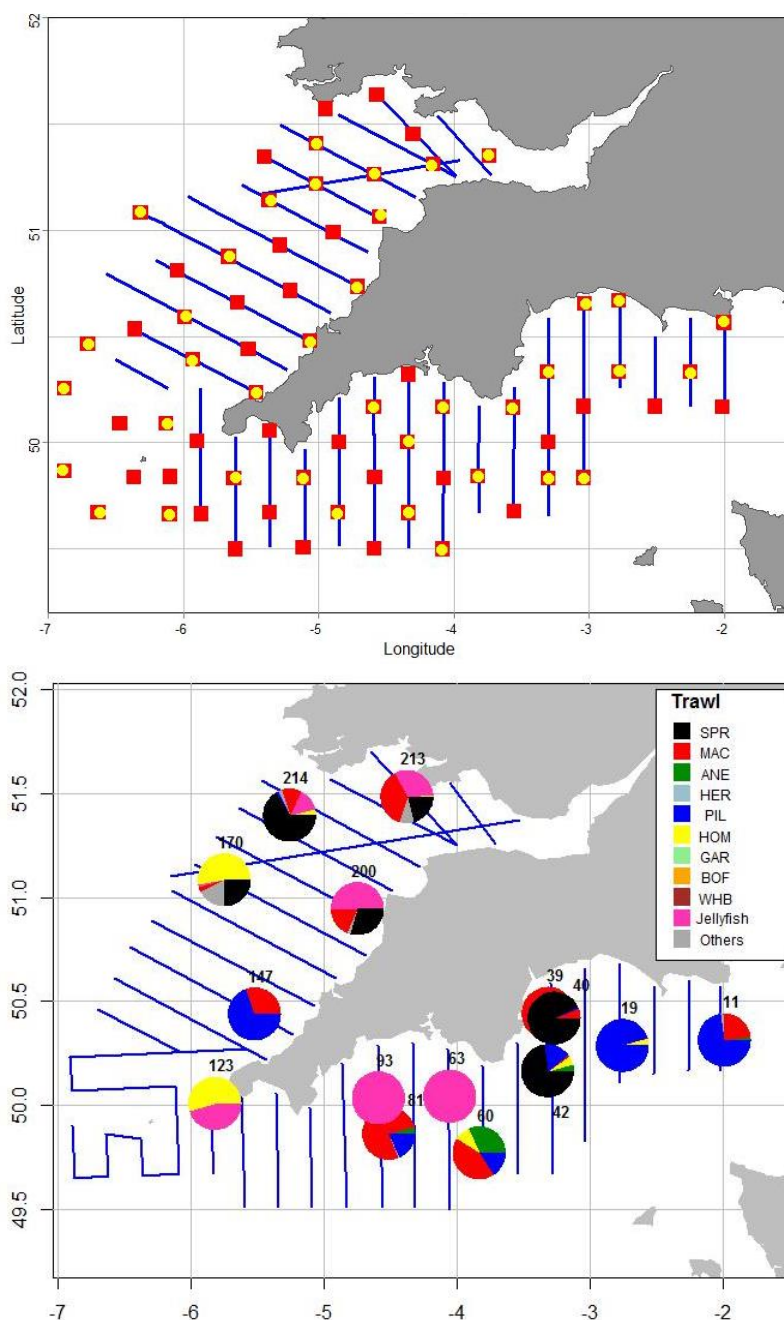 52
51
50
Latitude
-7
-6
-5
-4
-3
-2
Longitude
52.0
51.5
51.0
50.5
50.0
49.5
Trawl
SPR
MAC
ANE
HER
PIL
HOM
GAR
BOF
WHB
Jellyfish
Others
213
214
170
200
147
39
40
19
11
123
93
63
81
60
42
-7
-6
-5
-4
-3
-2